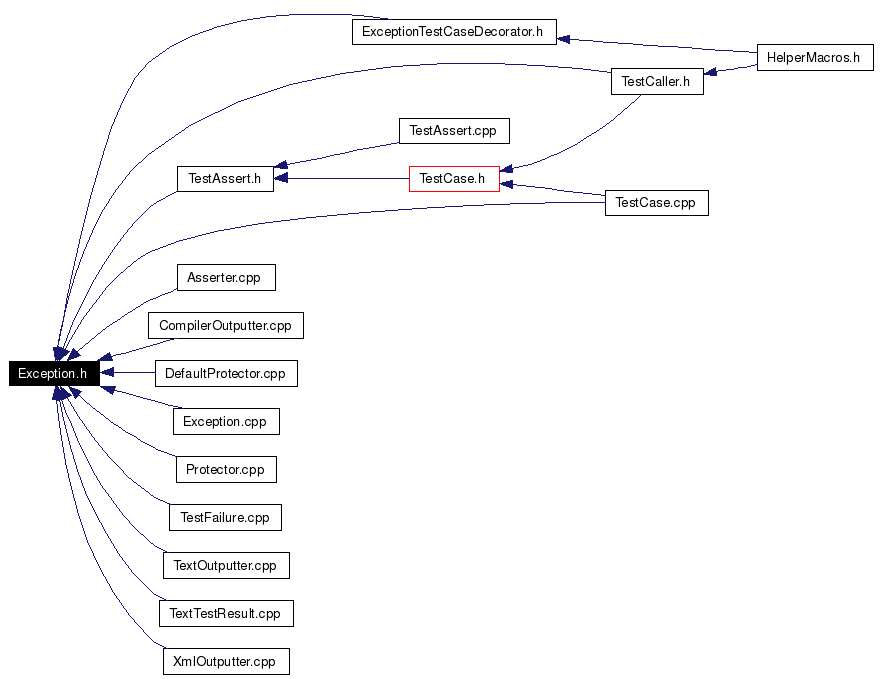 ExceptionTestCaseDecorator.h
HelperMacros.h
TestCaller.h
TestAssert.cpp
TestAssert.h
TestCase.h
TestCase.cpp
Asserter.cpp
CompilerOutputter.cpp
Exception.h
DefaultProtector.cpp
Exception.cpp
Protector.cpp
TestFailure.cpp
TextOutputter.cpp
TextTestResult.cpp
XmlOutputter.cpp